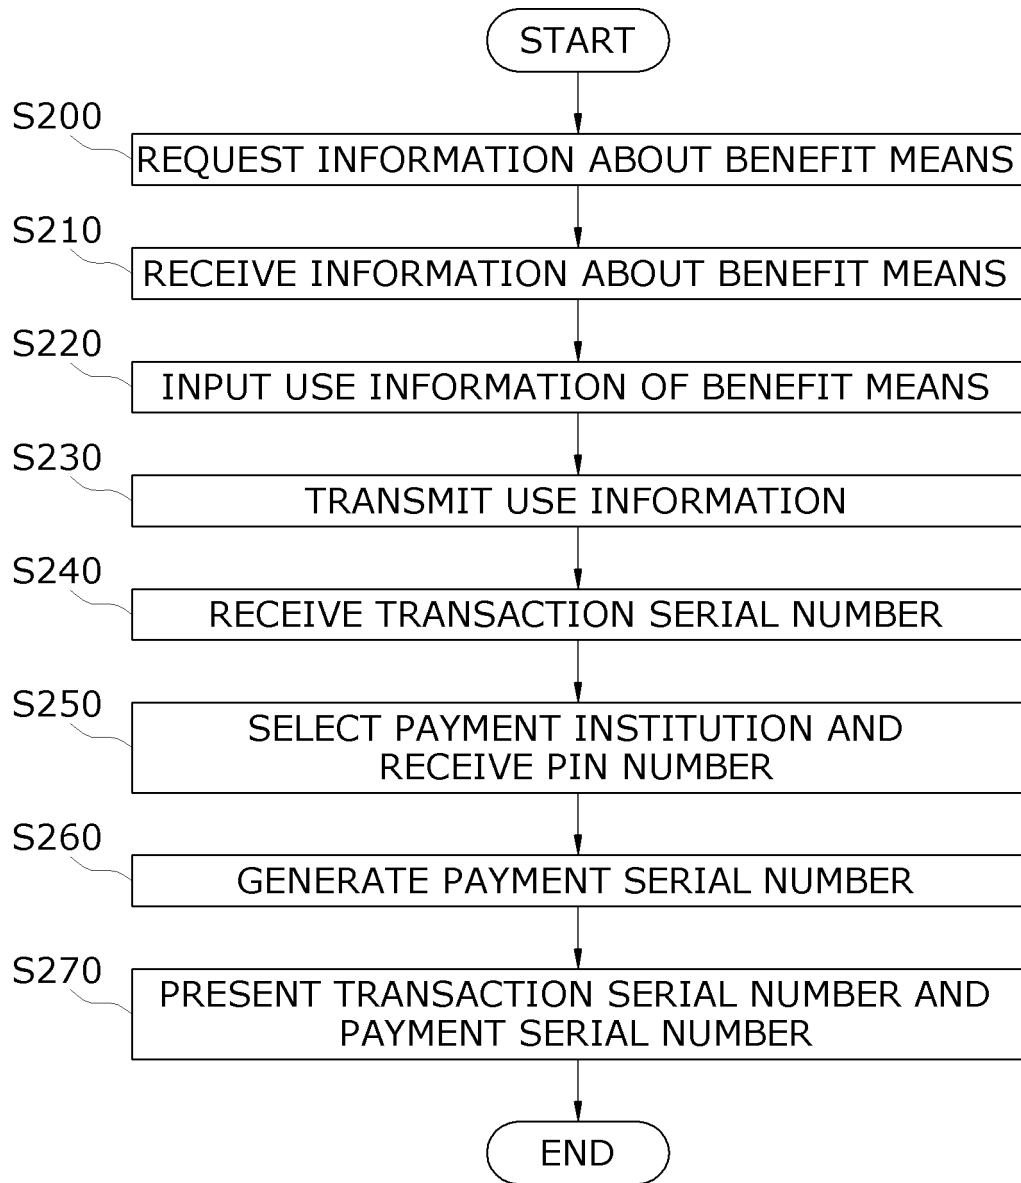 START
S200
REQUEST INFORMATION ABOUT BENEFIT MEANS
S210
RECEIVE INFORMATION ABOUT BENEFIT MEANS
S220
INPUT USE INFORMATION OF BENEFIT MEANS
S230
TRANSMIT USE INFORMATION
S240
RECEIVE TRANSACTION SERIAL NUMBER
S250
SELECT PAYMENT INSTITUTION AND
RECEIVE PIN NUMBER
S260
GENERATE PAYMENT SERIAL NUMBER
S270
PRESENT TRANSACTION SERIAL NUMBER AND
PAYMENT SERIAL NUMBER
END